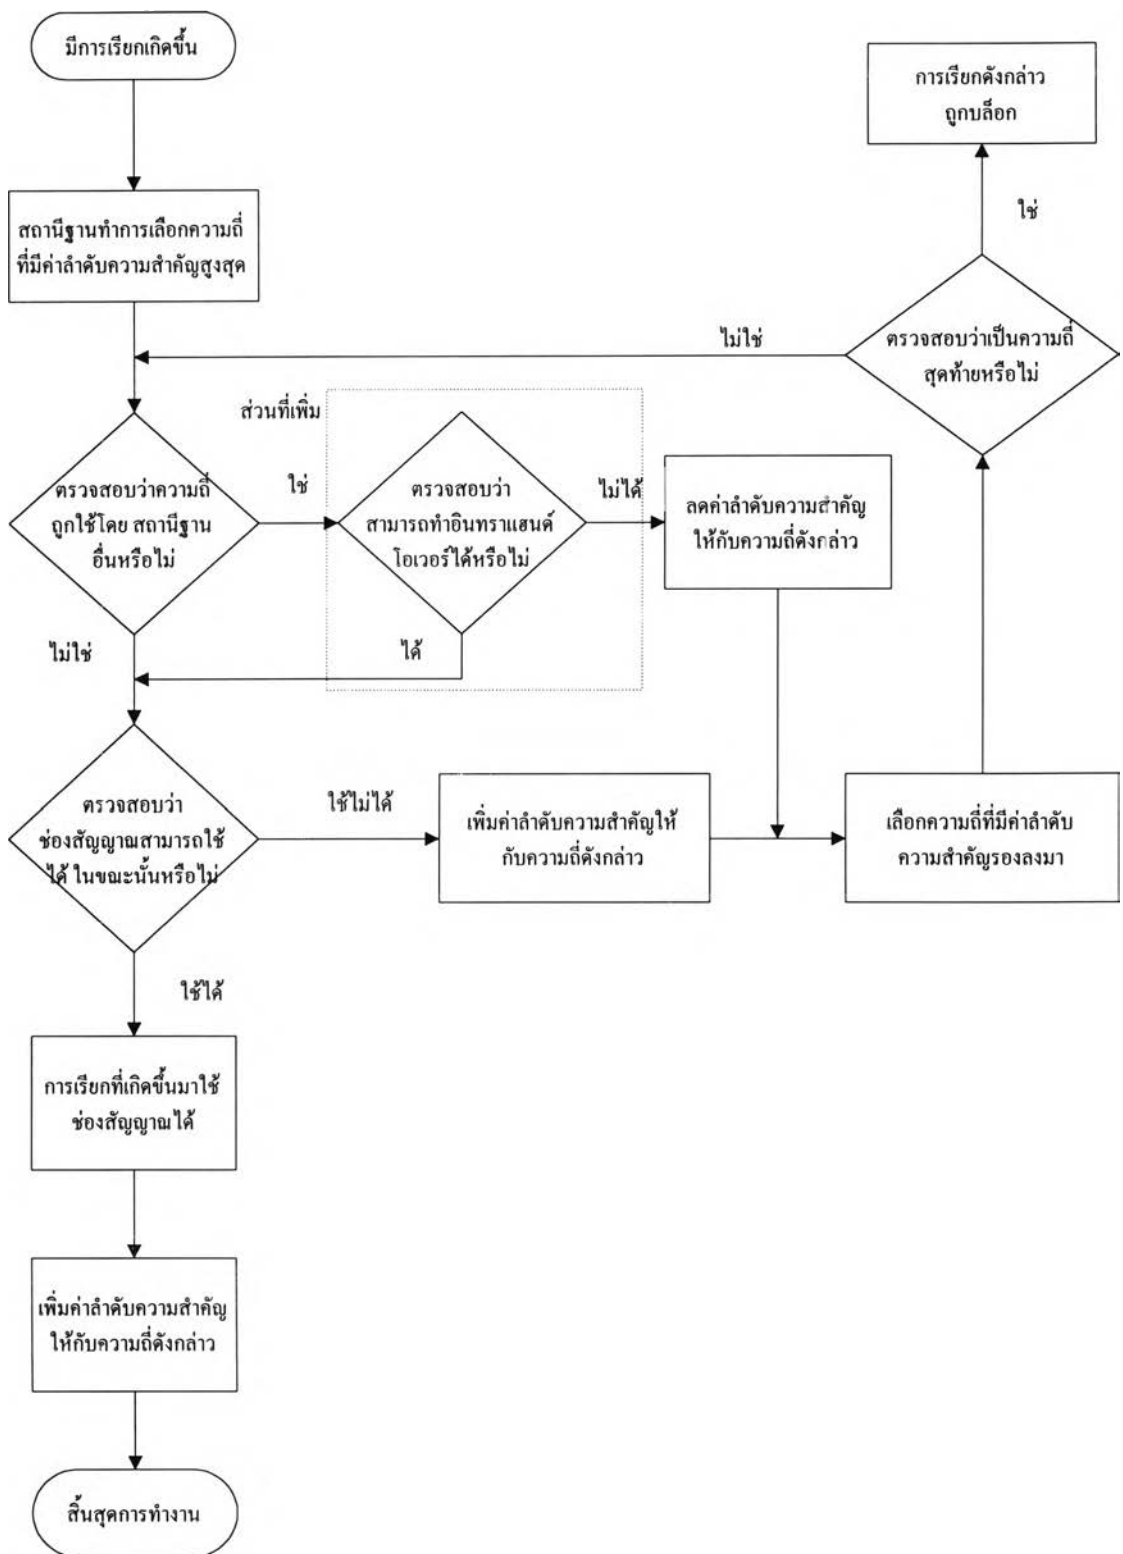 มีการเรียกเกิดขึ้น
การเรียกดังกล่าว
ถูกบล็อก
ใช่
สถานีฐานทำการเลือกความถี่
ที่มีค่าลำดับความสำคัญสูงสุด
ไม่ใช่
ตรวจสอบว่าเป็นความถี่
สุดท้ายหรือไม่
ส่วนที่เพิ่ม
ตรวจสอบว่าความถี่
ถูกใช้โดย สถานีฐาน
อื่นหรือไม่
ใช่
ตรวจสอบว่า
สามารถทำอินทราแฮนด์
โอเวอร์ได้หรือไม่
ไม่ได้
ลดค่าลำดับความสำคัญ
ให้กับความถี่ดังกล่าว
ไม่ใช่
ได้
ตรวจสอบว่า
ช่องสัญญาณสามารถใช้
ได้ ในขณะนั้นหรือไม่
ใช้ไม่ได้
เพิ่มค่าลำดับความสำคัญให้
กับความถี่ดังกล่าว
เลือกความถี่ที่มีค่าลำดับ
ความสำคัญรองลงมา
ใช้ได้
การเรียกที่เกิดขึ้นมาใช้
ช่องสัญญาณได้
เพิ่มค่าลำดับความสำคัญ
ให้กับความถี่ดังกล่าว
สิ้นสุดการทำงาน